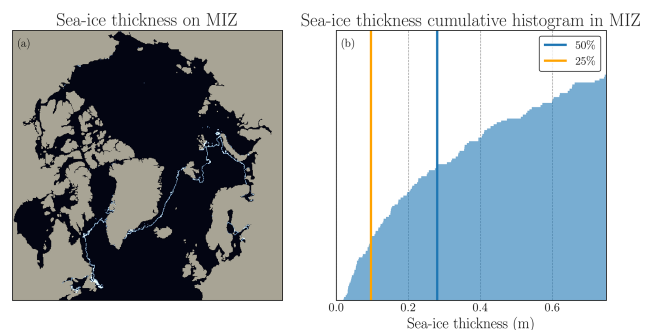 Sea-ice thickness on MIZ
(a)
Sea-ice thickness cumulative histogram in MIZ
(b)
50%
25%
0.0 0.2 0.4 0.6
Sea-ice thickness (m)